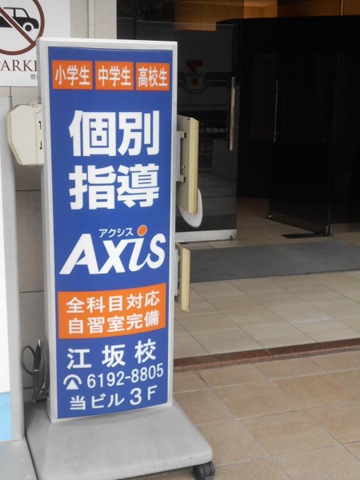 PARKI
小学生 中学生 高校生
個別
指導
アクシス
AXiS
全科目対応
自習室完備
江坂校
☎6192-8805
当ビル3F